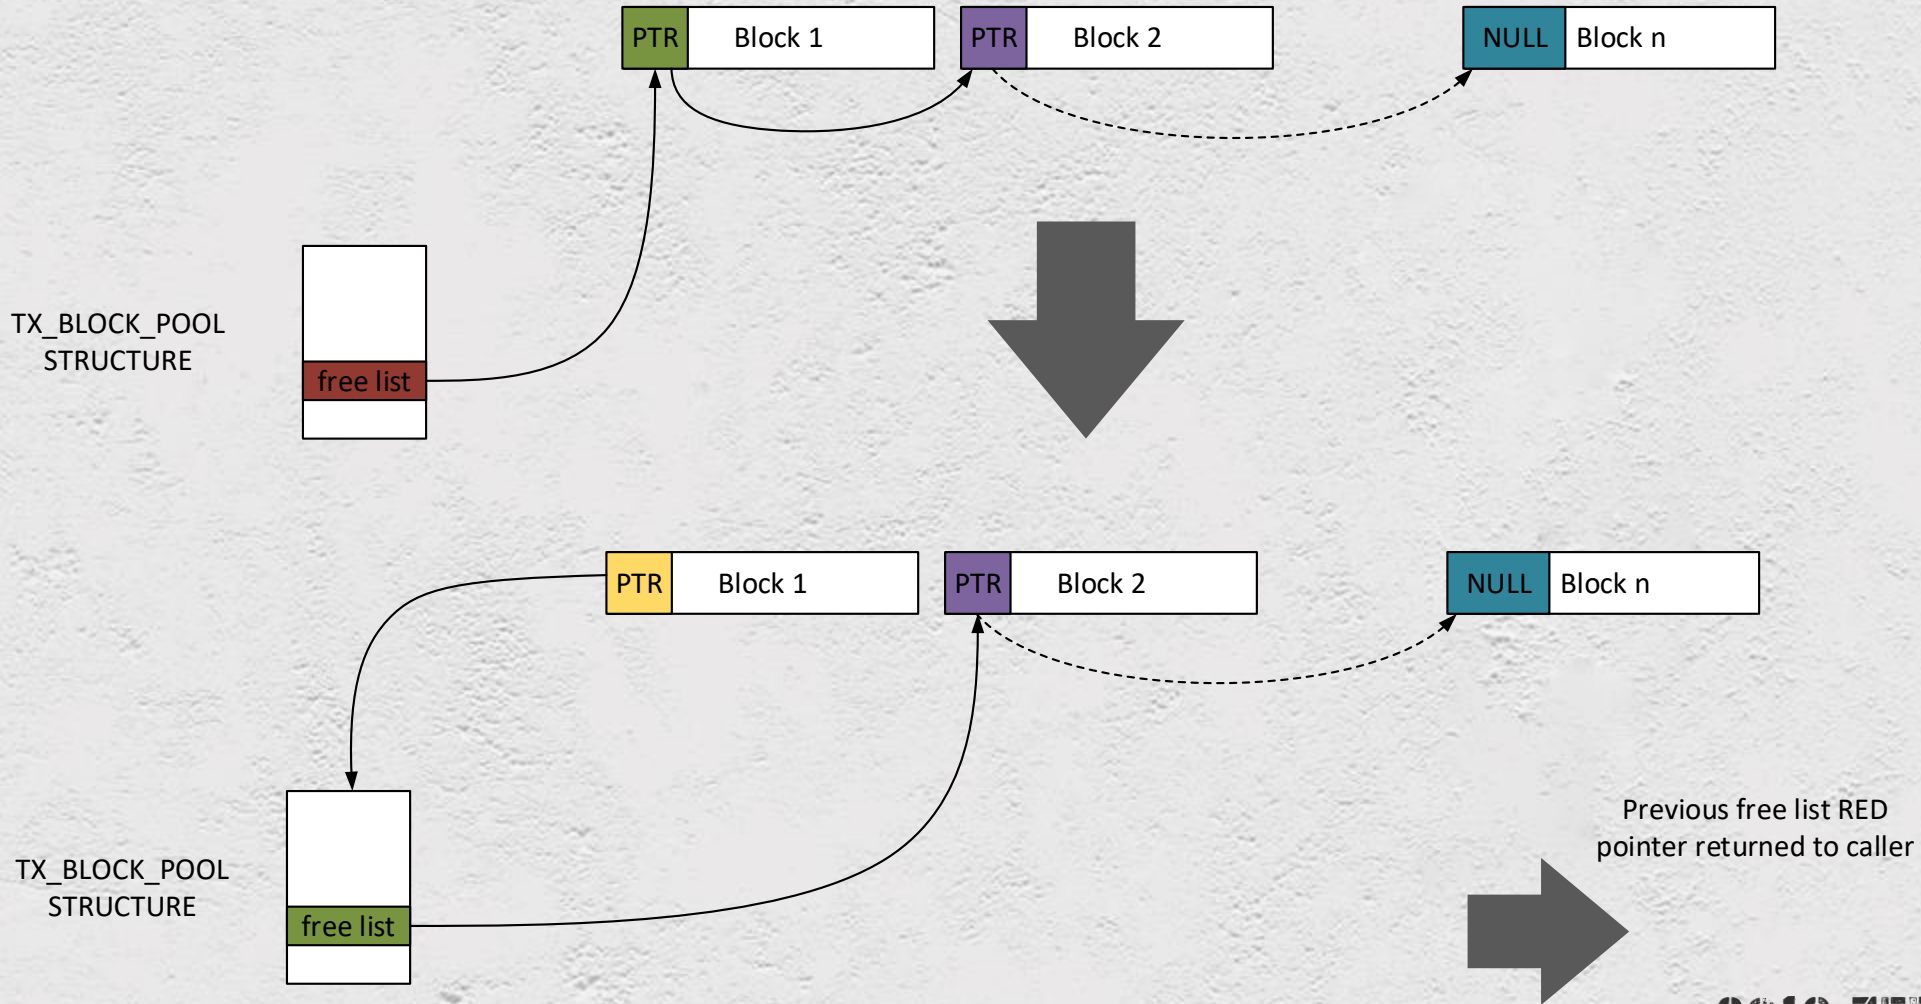 PTR Block 1 PTR Block 2 NULL Block n
TX_BLOCK_POOL
STRUCTURE
free list
PTR Block 1 PTR Block 2 NULL Block n
Previous free list RED
pointer returned to caller
TX_BLOCK_POOL
STRUCTURE
free list